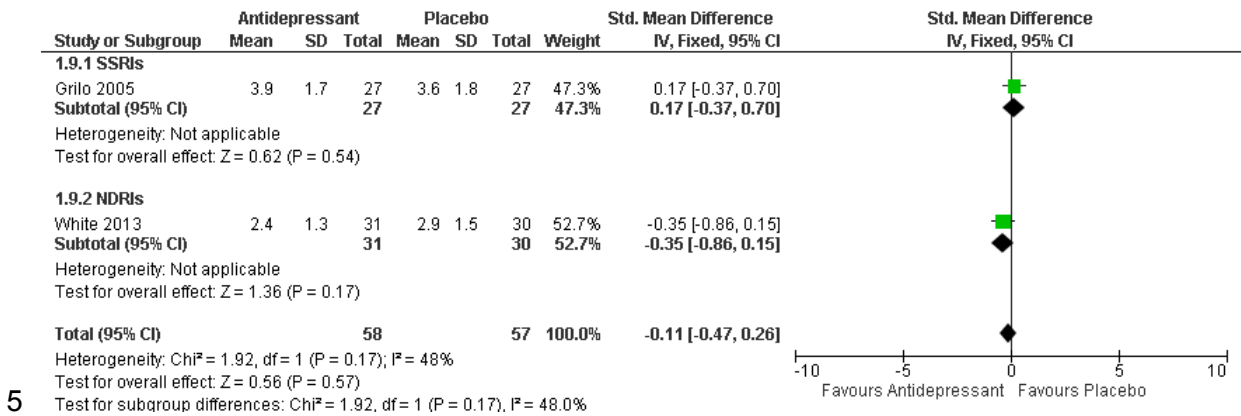 Antidepressant Placebo Std. Mean Difference Std. Mean Difference
Study or Subgroup Mean SD Total Mean SD Total Weight IV, Fixed, 95% CI IV, Fixed, 95% CI
1.9.1 SSRIs
Grilo 2005 3.9 1.7 27 3.6 1.8 27 47.3% 0.17 [-0.37, 0.70]
Subtotal (95% CI) 27 27 47.3% 0.17 [-0.37, 0.70]
Heterogeneity: Not applicable
Test for overall effect: Z = 0.62 (P = 0.54)
1.9.2 NDRIs
White 2013 2.4 1.3 31 2.9 1.5 30 52.7% -0.35 [-0.86, 0.15]
Subtotal (95% CI) 31 30 52.7% -0.35 [-0.86, 0.15]
Heterogeneity: Not applicable
Test for overall effect: Z = 1.36 (P = 0.17)
Total (95% CI) 58 57 100.0% -0.11 [-0.47, 0.26]
Heterogeneity: Chi² = 1.92, df = 1 (P = 0.17); I² = 48%
Test for overall effect: Z = 0.56 (P = 0.57)
5 Test for subgroup differences: Chi² = 1.92, df = 1 (P = 0.17), I² = 48.0%
-10 -5 0 5 10
Favours Antidepressant Favours Placebo